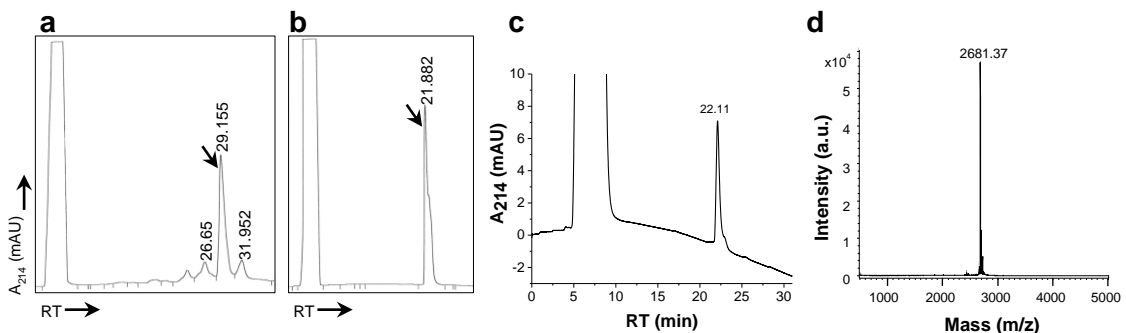 a
29.155
26.65
31.952
A214 (mAU)
RT
b
21.882
RT
c
10
8
6
4
2
0
-2
A214 (mAU)
22.11
0 5 10 15 20 25 30
RT (min)
d
2681.37
x10⁴
5
4
3
2
1
0
Intensity (a.u.)
1000 2000 3000 4000 5000
Mass (m/z)